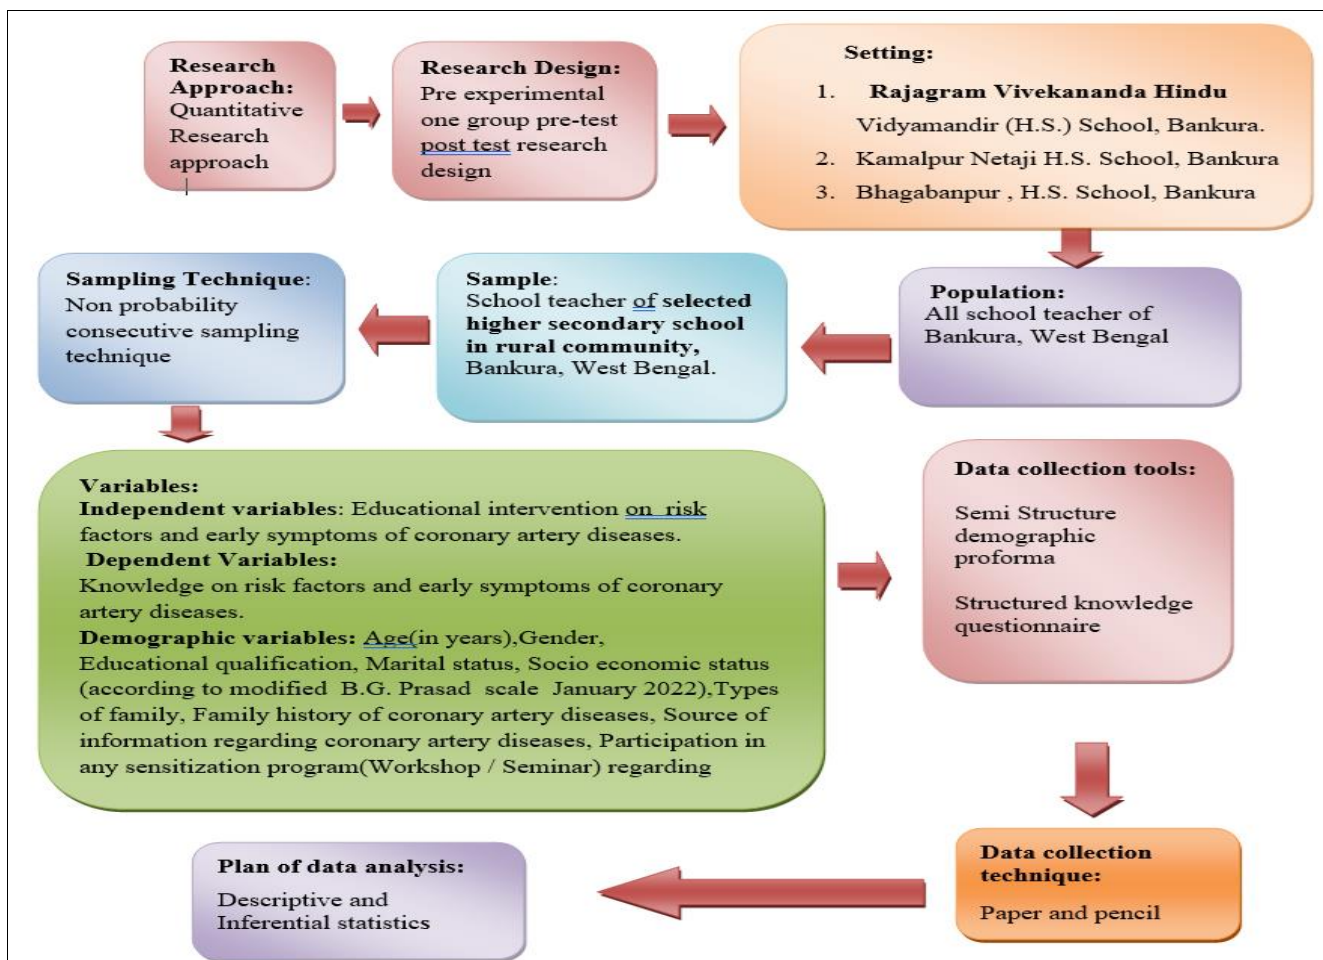 Research
Approach:
Quantitative
Research
approach
Research Design:
Pre experimental
one group pre-test
post test research
design
Setting:
1. Rajagram Vivekananda Hindu
Vidyamandir (H.S.) School, Bankura.
2. Kamalpur Netaji H.S. School, Bankura
3. Bhagabanpur , H.S. School, Bankura
Population:
All school teacher of
Bankura, West Bengal
Sample:
School teacher of selected
higher secondary school
in rural community,
Bankura, West Bengal.
Sampling Technique:
Non probability
consecutive sampling
technique
Variables:
Independent variables: Educational intervention on risk
factors and early symptoms of coronary artery diseases.
Dependent Variables:
Knowledge on risk factors and early symptoms of coronary
artery diseases.
Demographic variables: Age(in years),Gender,
Educational qualification, Marital status, Socio economic status
(according to modified B.G. Prasad scale January 2022),Types
of family, Family history of coronary artery diseases, Source of
information regarding coronary artery diseases, Participation in
any sensitization program(Workshop / Seminar) regarding
Data collection tools:
Semi Structure
demographic
proforma
Structured knowledge
questionnaire
Data collection
technique:
Paper and pencil
Plan of data analysis:
Descriptive and
Inferential statistics